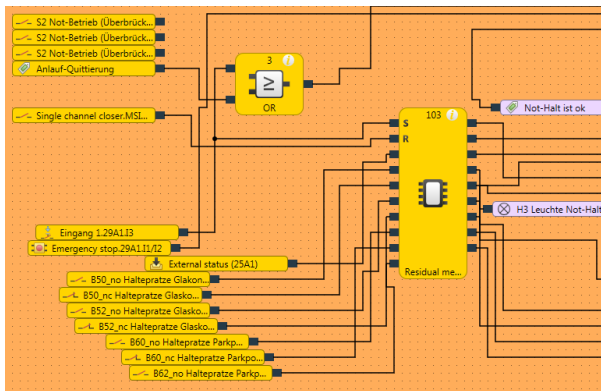 S2 Not-Betrieb (Überbrück...
S2 Not-Betrieb (Überbrück...
S2 Not-Betrieb (Überbrück...
Anlauf-Quittierung
3
≥
OR
Single channel closer.MSI...
103
S
R
Residual me...
Not-Halt ist ok
H3 Leuchte Not-Halt
Eingang 1.29A1.I3
Emergency stop.29A1.I1/I2
External status (25A1)
B50_no Haltepratze Glakon...
B50_nc Haltepratze Glasko...
B52_no Haltepratze Glasko...
B52_nc Haltepratze Glasko...
B60_no Haltepratze Parkp...
B60_nc Haltepratze Parkpo...
B62_no Haltepratze Parkp...